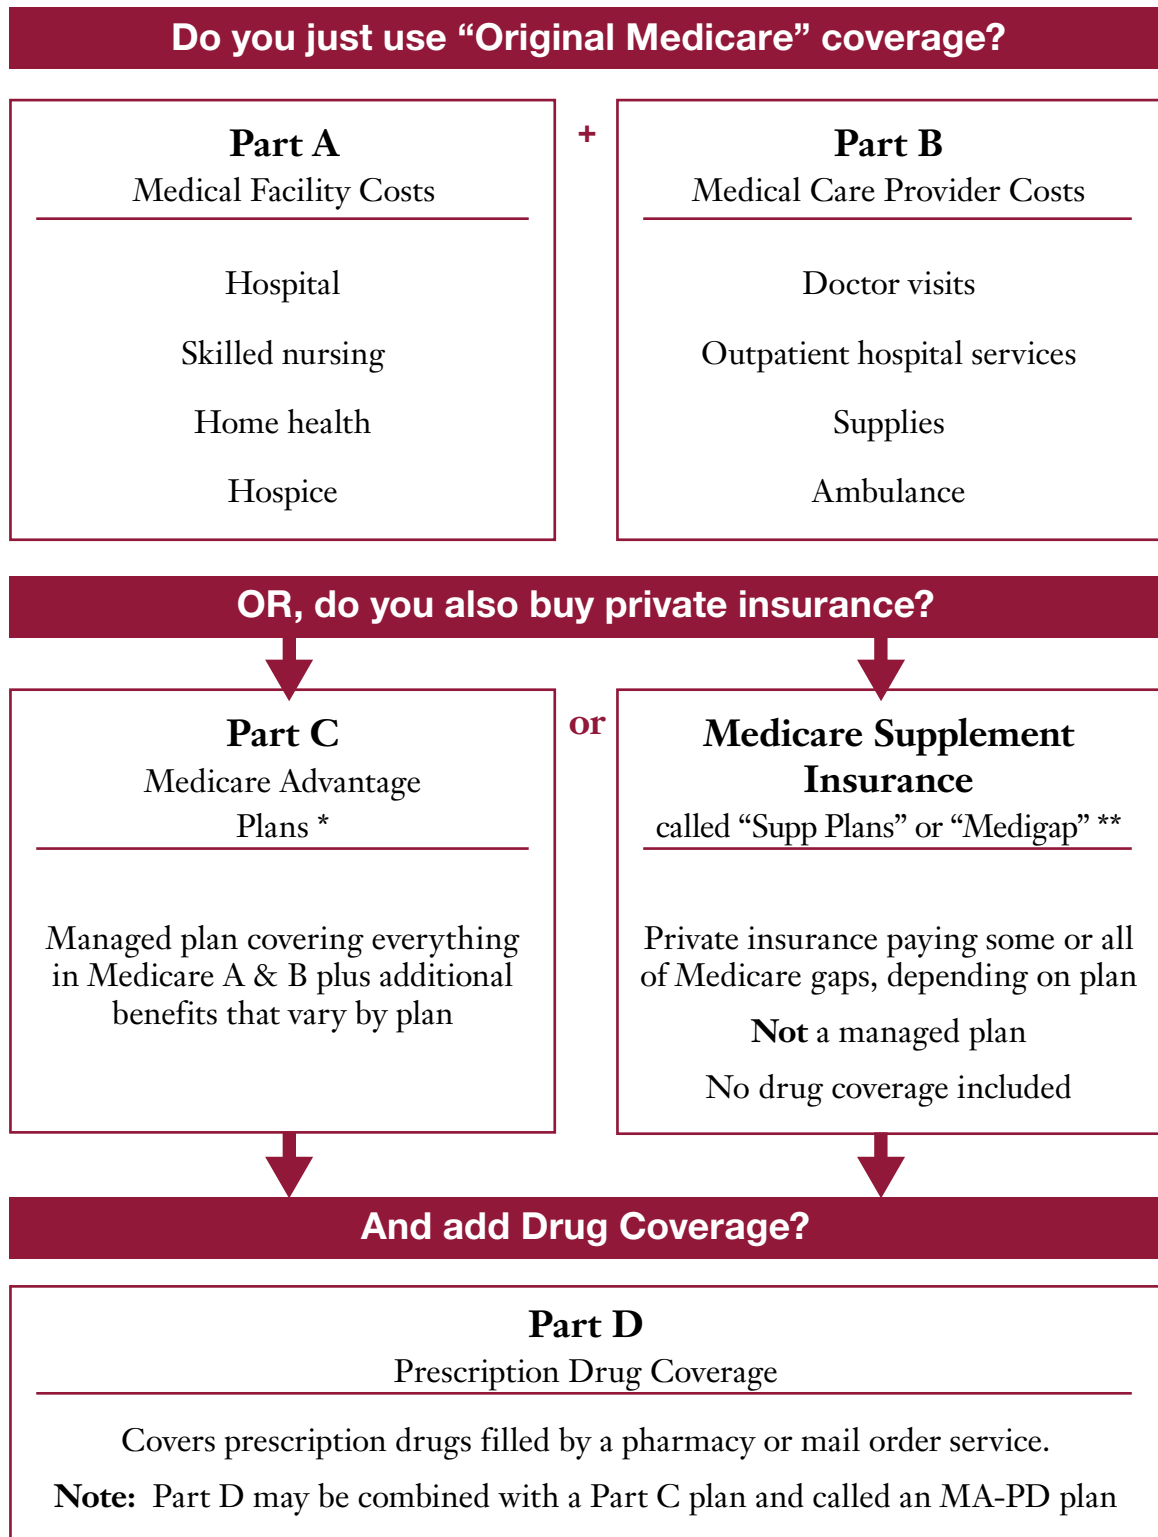 Do you just use “Original Medicare” coverage?
Part A
Medical Facility Costs
Hospital
Skilled nursing
Home health
Hospice
+
Part B
Medical Care Provider Costs
Doctor visits
Outpatient hospital services
Supplies
Ambulance
OR, do you also buy private insurance?
Part C
Medicare Advantage
Plans *
Managed plan covering everything
in Medicare A & B plus additional
benefits that vary by plan
or
Medicare Supplement
Insurance
called “Supp Plans” or “Medigap” **
Private insurance paying some or all
of Medicare gaps, depending on plan
Not a managed plan
No drug coverage included
And add Drug Coverage?
Part D
Prescription Drug Coverage
Covers prescription drugs filled by a pharmacy or mail order service.
Note: Part D may be combined with a Part C plan and called an MA-PD plan